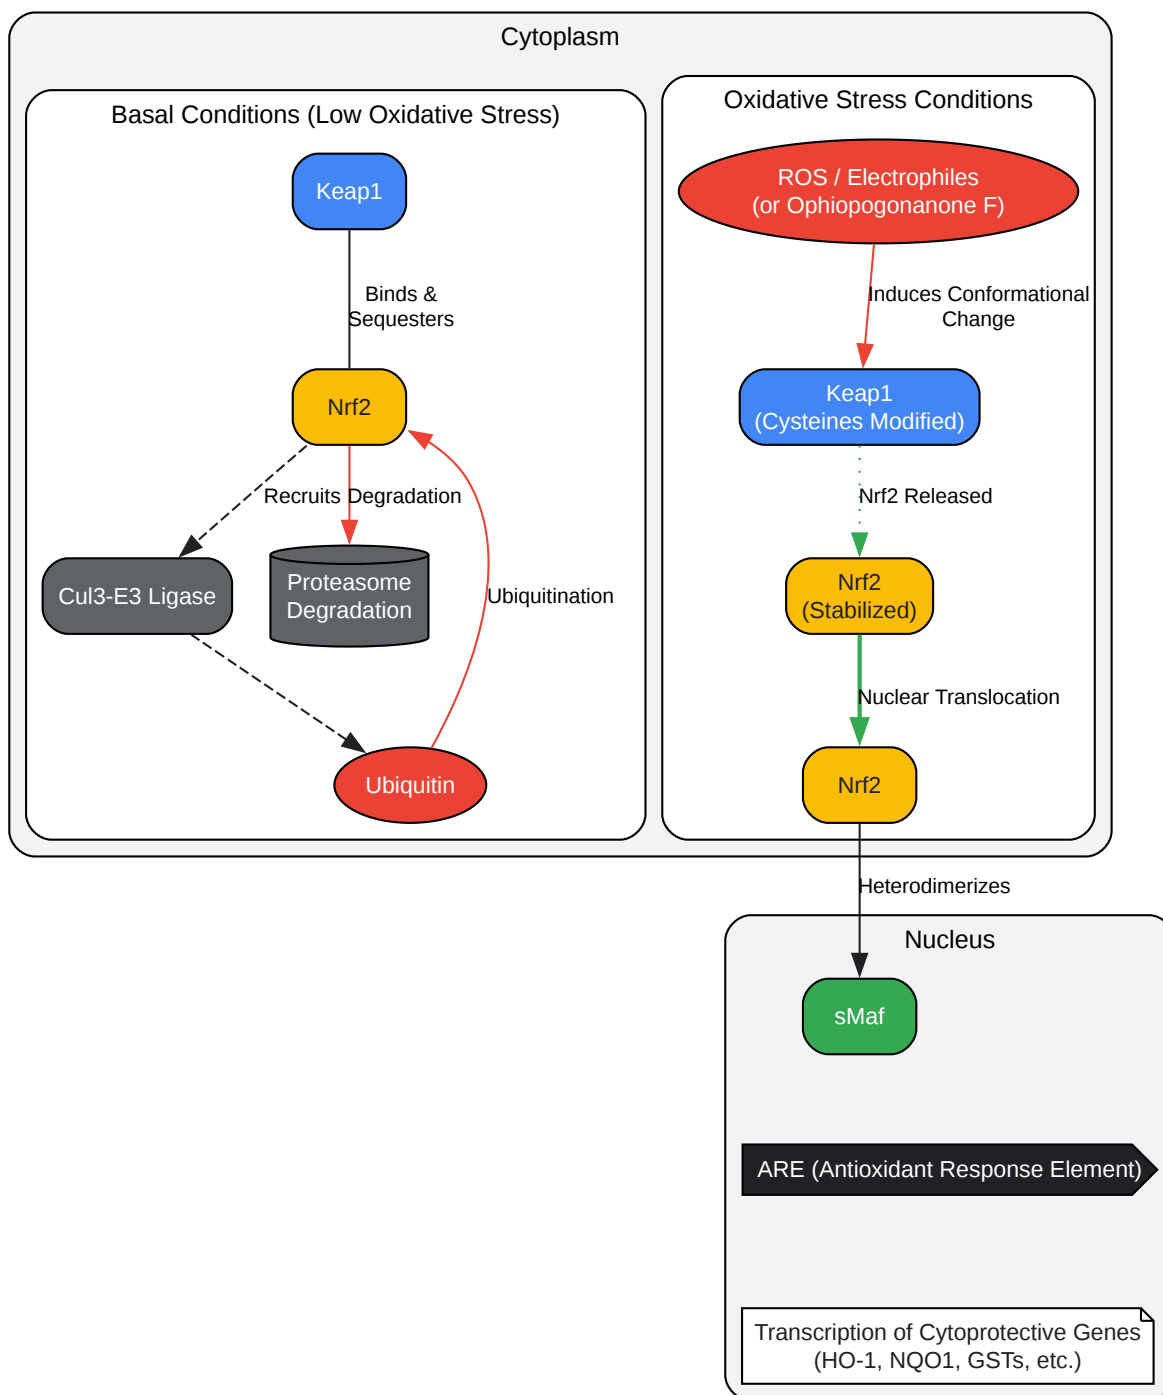 Cytoplasm
Basal Conditions (Low Oxidative Stress)
Keap1
Binds &
Sequesters
Nrf2
Recruits
Degradation
Cul3-E3 Ligase
Proteasome
Degradation
Ubiquitination
Ubiquitin
Oxidative Stress Conditions
ROS / Electrophiles
(or Ophiopogonanone F)
Induces Conformational
Change
Keap1
(Cysteines Modified)
Nrf2 Released
Nrf2
(Stabilized)
Nuclear Translocation
Nrf2
Heterodimerizes
Nucleus
sMaf
ARE (Antioxidant Response Element)
Transcription of Cytoprotective Genes
(HO-1, NQO1, GSTs, etc.)